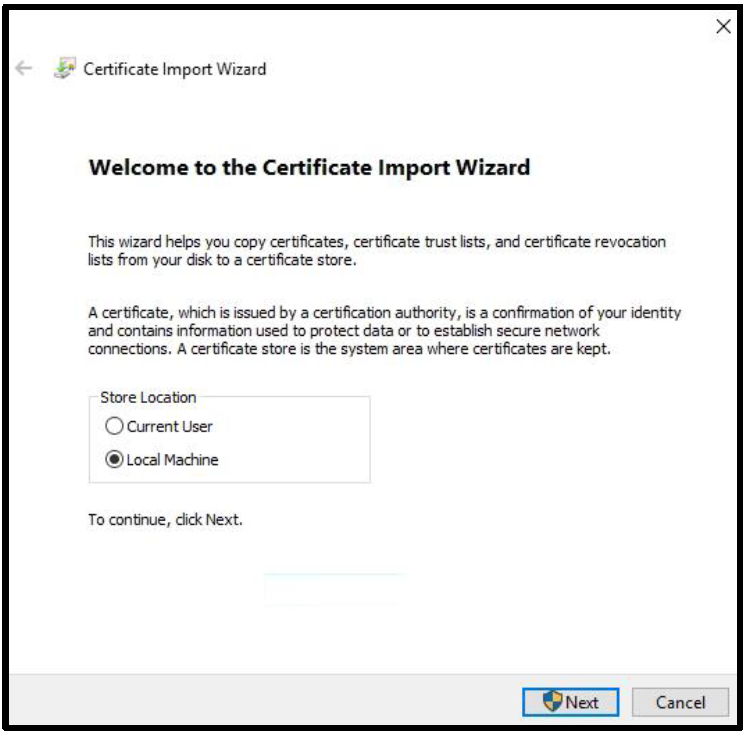 Certificate Import Wizard
Welcome to the Certificate Import Wizard
This wizard helps you copy certificates, certificate trust lists, and certificate revocation
lists from your disk to a certificate store.
A certificate, which is issued by a certification authority, is a confirmation of your identity
and contains information used to protect data or to establish secure network
connections. A certificate store is the system area where certificates are kept.
Store Location
Current User
Local Machine
To continue, click Next.
Next
Cancel